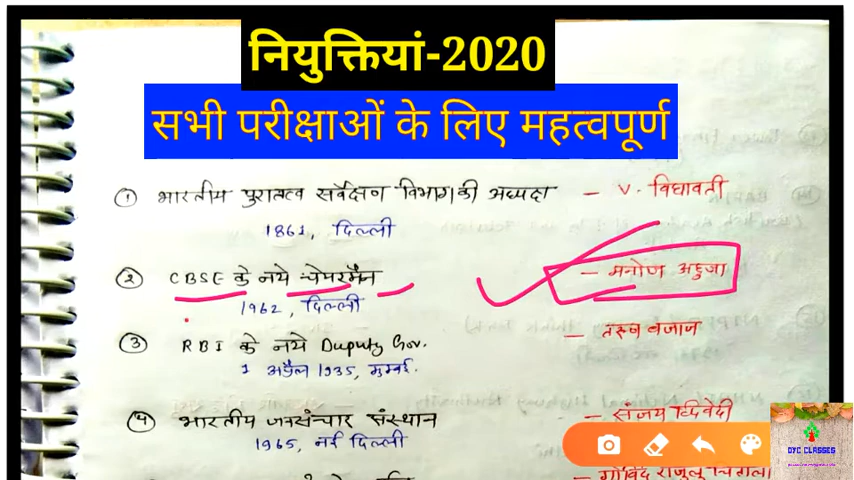 नियुक्तियां-2020
सभी परीक्षाओं के लिए महत्वपूर्ण
① भारतीय पुरातत्व सर्वेक्षण विभाग की अध्यक्ष - V. विद्यावती
1861, दिल्ली
② CBSE के नये चेयरमैन - मनोज अहुजा
1962, दिल्ली
③ RBI के नये Duputy Gov. - तरुण बजाज
1 अप्रैल 1935, मुम्बई.
④ भारतीय जनसंचार संस्थान - संजय द्विवेदी
1965, नई दिल्ली
- गोविंद राजुलु चिंताला
DYC CLASSES